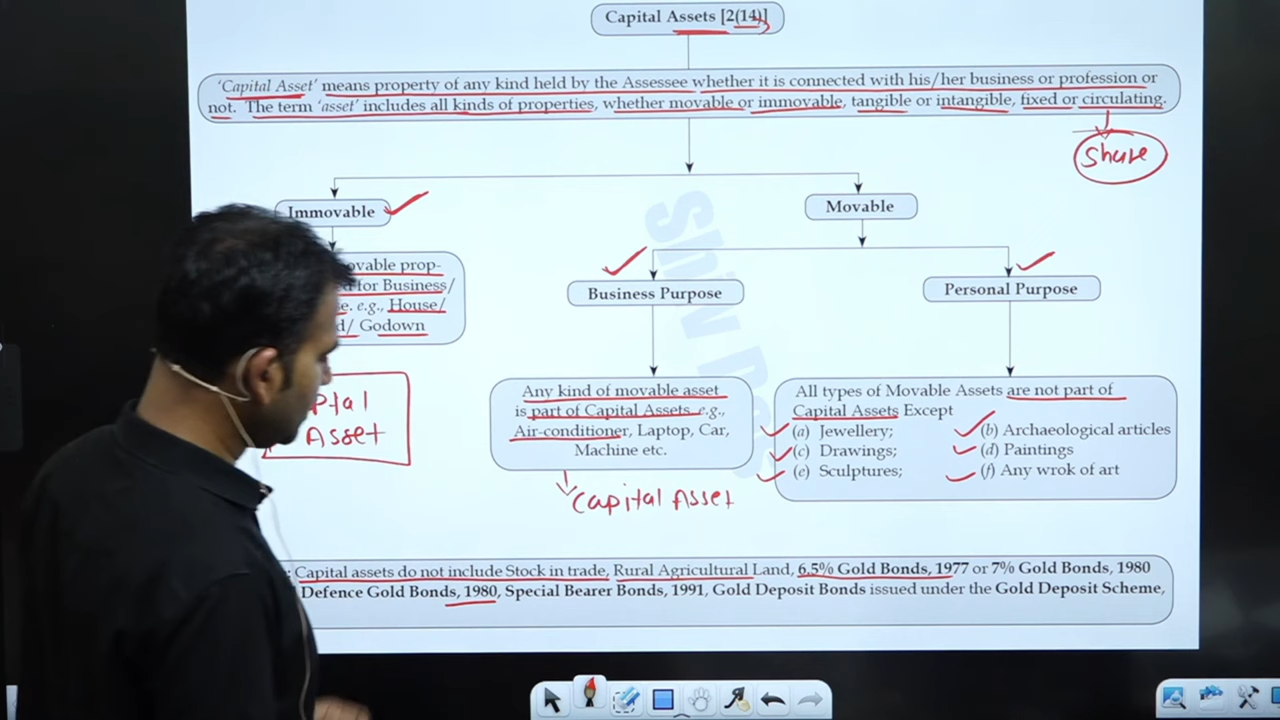 Capital Assets [2(14)]
'Capital Asset' means property of any kind held by the Assessee whether it is connected with his/her business or profession or
not. The term 'asset' includes all kinds of properties, whether movable or immovable, tangible or intangible, fixed or circulating.
Share
Immovable
Movable
ovable prop-
for Business/
e.g., House/
d/ Godown
Business Purpose
Personal Purpose
ptal
Asset
Any kind of movable asset
is part of Capital Assets e.g.,
Air-conditioner, Laptop, Car,
Machine etc.
Capital Asset
All types of Movable Assets are not part of
Capital Assets Except
(a) Jewellery; (b) Archaeological articles
(c) Drawings; (d) Paintings
(e) Sculptures; (f) Any wrok of art
: Capital assets do not include Stock in trade, Rural Agricultural Land, 6.5% Gold Bonds, 1977 or 7% Gold Bonds, 1980
Defence Gold Bonds, 1980, Special Bearer Bonds, 1991, Gold Deposit Bonds issued under the Gold Deposit Scheme,